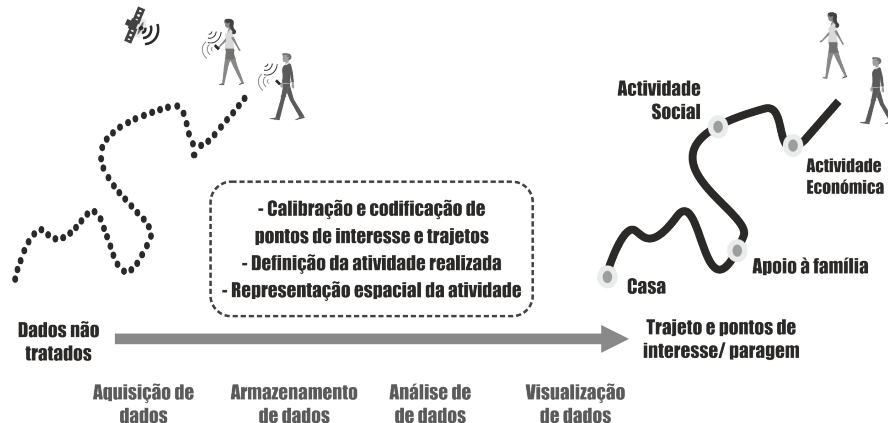 Actividade
Social
Actividade
Económica
- Calibração e codificação de
pontos de interesse e trajetos
- Definição da atividade realizada
- Representação espacial da atividade
Apoio à família
Casa
Dados não
tratados
Trajeto e pontos de
interesse/ paragem
Aquisição de
dados
Armazenamento
de dados
Análise de
de dados
Visualização
de dados